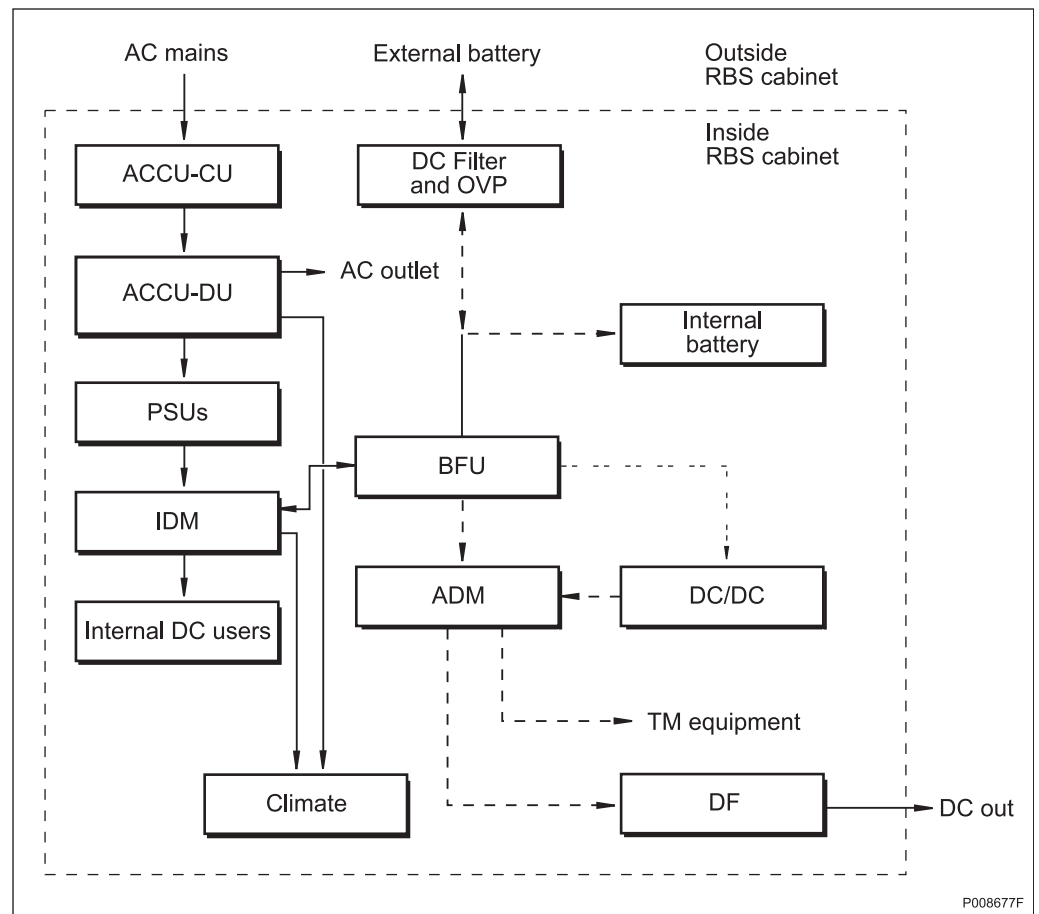 AC mains
External battery
Outside
RBS cabinet
Inside
RBS cabinet
ACCU-CU
DC Filter
and OVP
ACCU-DU
AC outlet
Internal
battery
PSUs
BFU
IDM
ADM
DC/DC
Internal DC users
TM equipment
Climate
DF
DC out
P008677F